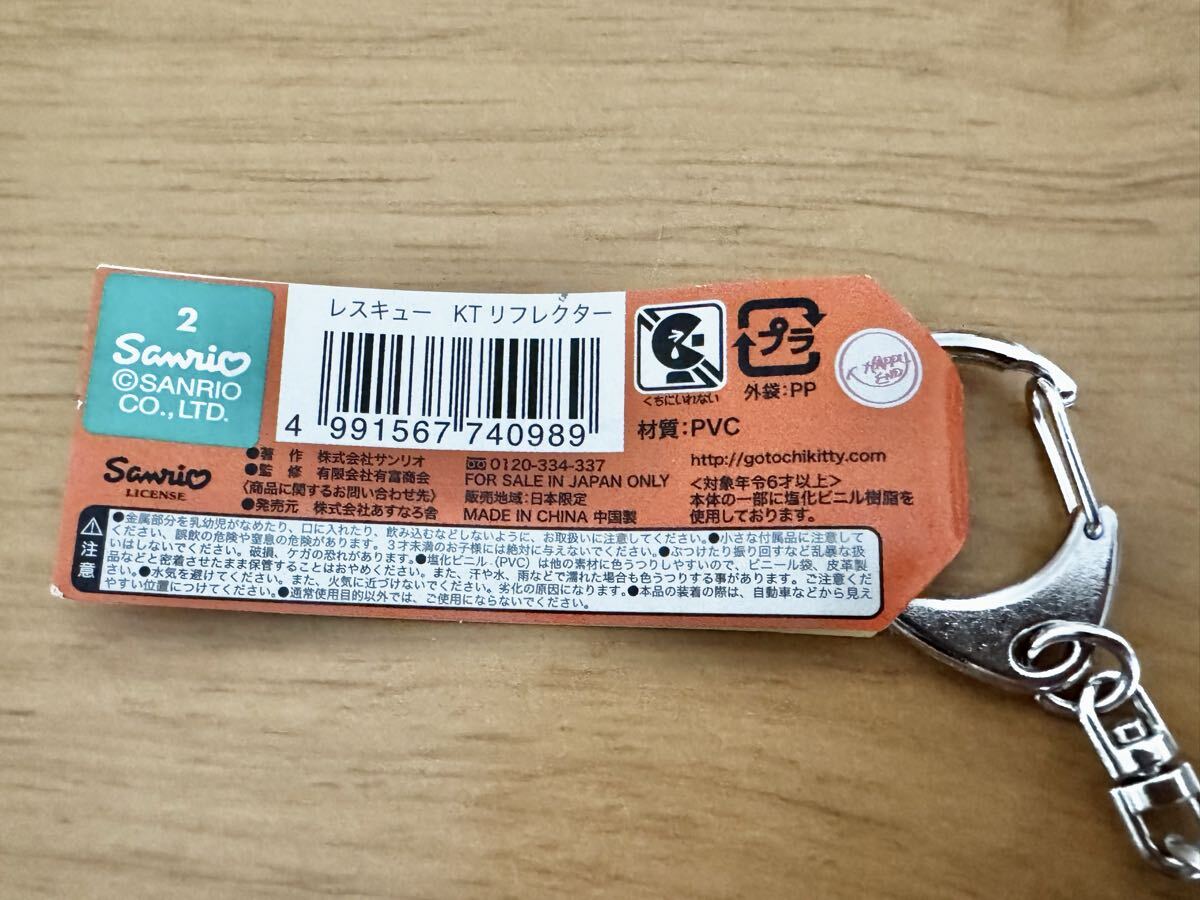 2
Sanrio
©SANRIO
CO.,LTD.
レスキュー KTリフレクター
4 991567 740989
くちにいれない
プラ
外袋:PP
HAPPY
END
材質:PVC
Sanrio
LICENSE
●著 作 株式会社サンリオ
●監 修 有限会社有富商会
〈商品に関するお問い合わせ先〉
●発売元 株式会社あすなろ舎
0120-334-337
FOR SALE IN JAPAN ONLY
販売地域:日本限定
MADE IN CHINA 中国製
http://gotochikitty.com
<対象年令6才以上>
本体の一部に塩化ビニル樹脂を
使用しております。
注意
●金属部分を乳幼児がなめたり、口に入れたり、飲み込むなどしないように、お取扱いに注意してください。●小さな付属品に注意して
ください、誤飲の危険や窒息の危険があります。3才未満のお子様には絶対に与えないでください。●ぶつけたり振り回すなど乱暴な扱
いはしないでください。破損、ケガの恐れがあります。●塩化ビニル(PVC)は他の素材に色うつりしやすいので、ビニール袋、皮革製
品などと密着させたまま保管することはおやめください。また、汗や水、雨などで濡れた場合も色うつりする事があります。ご注意くだ
さい。●水気を避けてください。また、火気に近づけないでください。劣化の原因になります。●本品の装着の際は、自動車などから見え
やすい位置につけてください。●通常使用目的以外では、ご使用にならないでください。